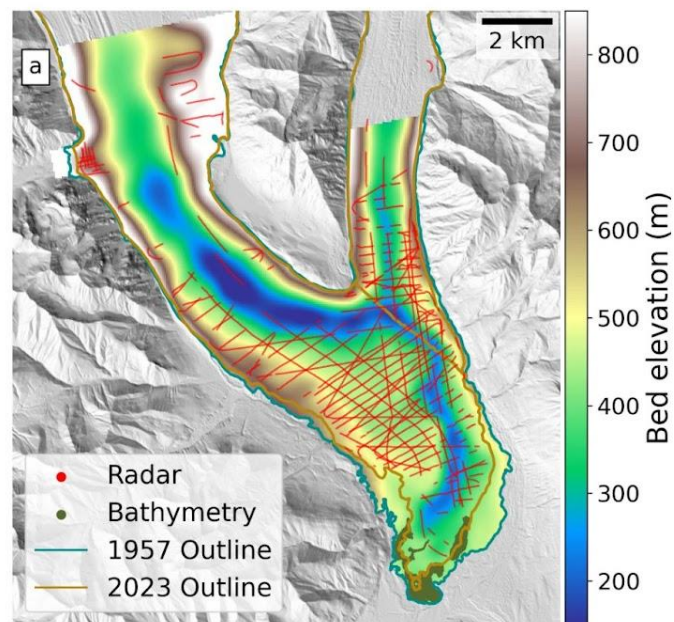 a
2 km
800
700
600
500
400
300
200
Bed elevation (m)
Radar
Bathymetry
1957 Outline
2023 Outline